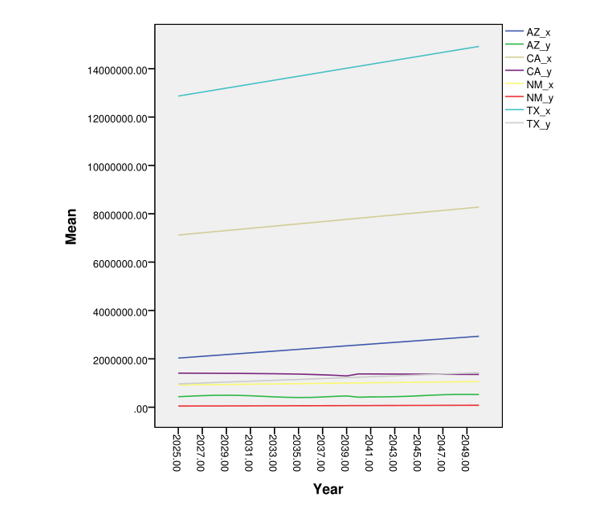 AZ_x
AZ_y
CA_x
CA_y
NM_x
NM_y
TX_x
TX_y
14000000.00
12000000.00
10000000.00
8000000.00
6000000.00
4000000.00
2000000.00
.00
Mean
2025.00
2027.00
2029.00
2031.00
2033.00
2035.00
2037.00
2039.00
2041.00
2043.00
2045.00
2047.00
2049.00
Year